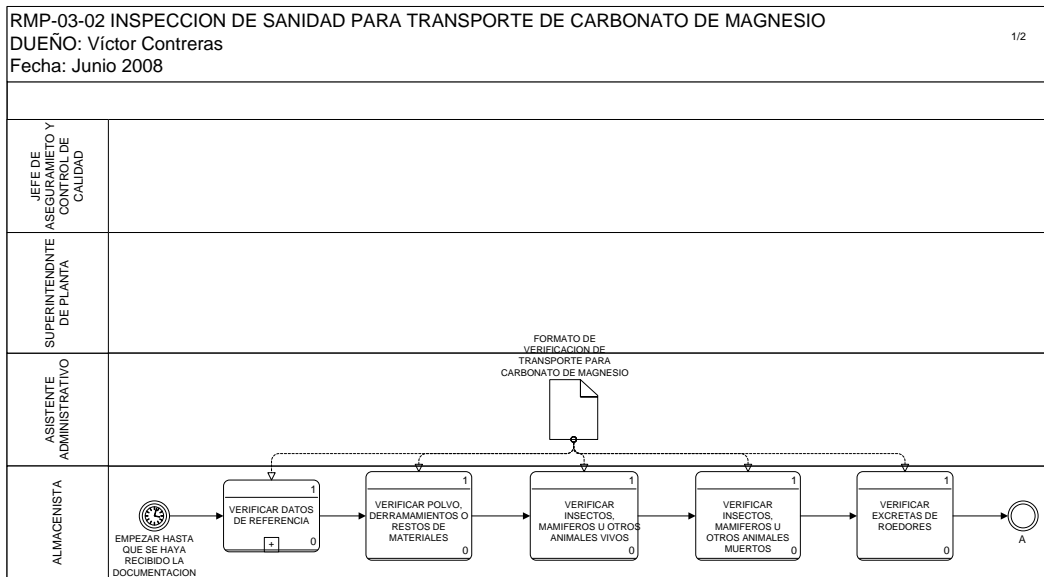 RMP-03-02 INSPECCION DE SANIDAD PARA TRANSPORTE DE CARBONATO DE MAGNESIO
DUEÑO: Víctor Contreras
1/2
Fecha: Junio 2008
JEFE DE
ASEGURAMIETO Y
CONTROL DE
CALIDAD
SUPERINTENDNTE
DE PLANTA
ASISTENTE
ADMINISTRATIVO
FORMATO DE
VERIFICACION DE
TRANSPORTE PARA
CARBONATO DE MAGNESIO
ALMACENISTA
EMPEZAR HASTA
QUE SE HAYA
RECIBIDO LA
DOCUMENTACION
1
VERIFICAR DATOS
DE REFERENCIA
+
0
1
VERIFICAR POLVO,
DERRAMAMIENTOS O
RESTOS DE
MATERIALES
0
1
VERIFICAR
INSECTOS,
MAMIFEROS U OTROS
ANIMALES VIVOS
0
1
VERIFICAR
INSECTOS,
MAMIFEROS U
OTROS ANIMALES
MUERTOS
0
1
VERIFICAR
EXCRETAS DE
ROEDORES
0
A